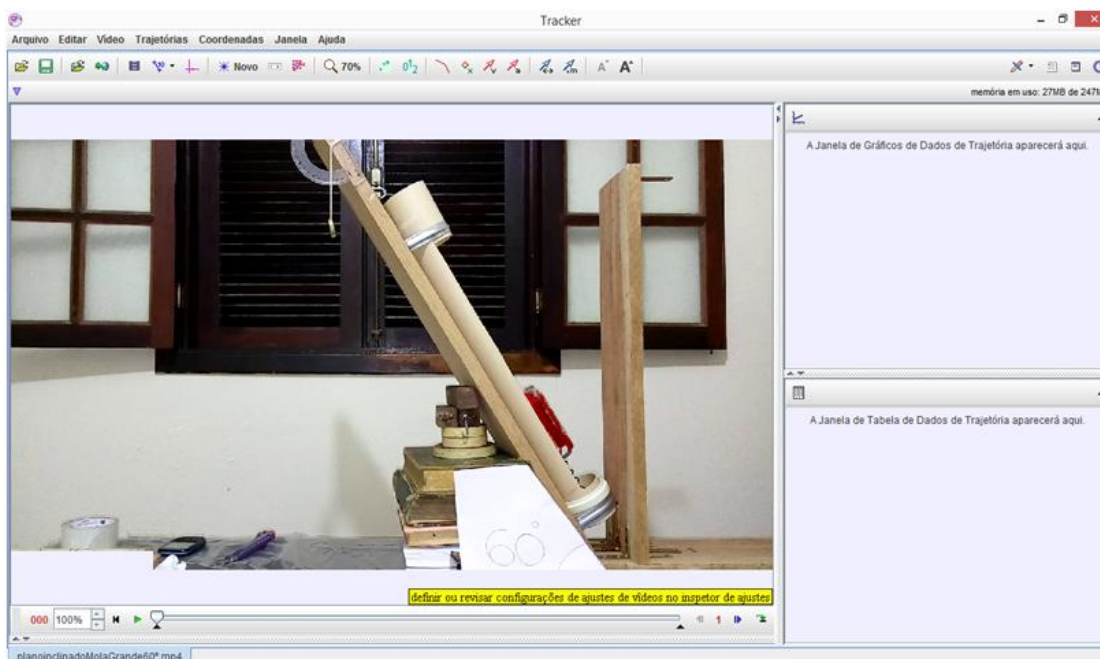 Tracker
Arquivo Editar Vídeo Trajetórias Coordenadas Janela Ajuda
Novo 70%
memória em uso: 27MB de 247M
A Janela de Gráficos de Dados de Trajetória aparecerá aqui.
A Janela de Tabela de Dados de Trajetória aparecerá aqui.
60°
definir ou revisar configurações de ajustes de vídeos no inspetor de ajustes
000 100% 1
planoinclinadoMolaGrande60°.mp4